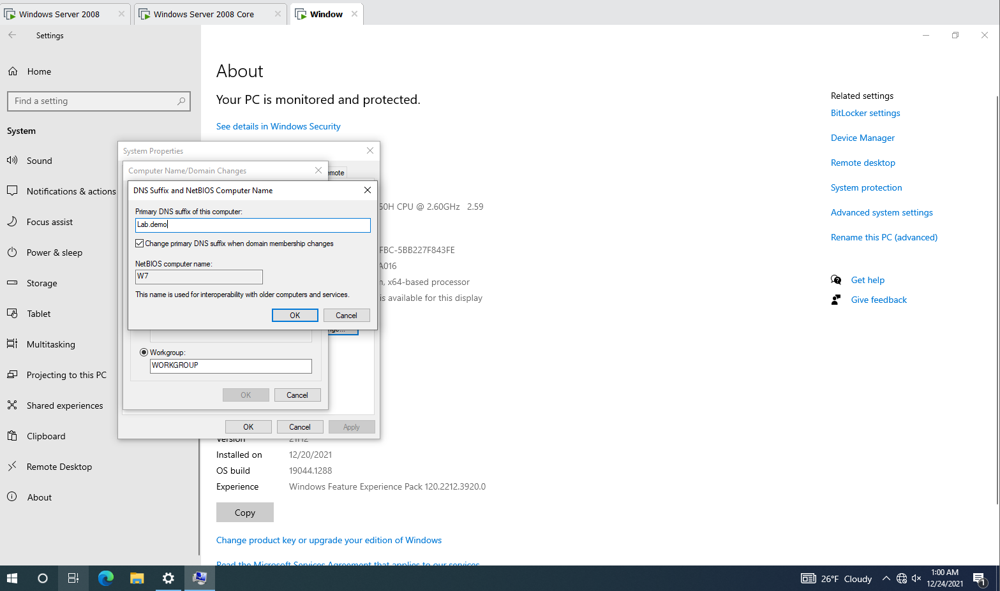 Windows Server 2008
Windows Server 2008 Core
Window
Settings
Home
Find a setting
System
Sound
Notifications & actions
Focus assist
Power & sleep
Storage
Tablet
Multitasking
Projecting to this PC
Shared experiences
Clipboard
Remote Desktop
About
About
Your PC is monitored and protected.
See details in Windows Security
50H CPU @ 2.60GHz 2.59
FBC-5BB227F843FE
A016
, x64-based processor
is available for this display
System Properties
emote
Computer Name/Domain Changes
DNS Suffix and NetBIOS Computer Name
Primary DNS suffix of this computer:
Lab.demo
Change primary DNS suffix when domain membership changes
NetBIOS computer name:
W7
This name is used for interoperability with older computers and services.
OK
Cancel
Workgroup:
WORKGROUP
OK
Cancel
OK
Cancel
Apply
Version 21H2
Installed on 12/20/2021
OS build 19044.1288
Experience Windows Feature Experience Pack 120.2212.3920.0
Copy
Change product key or upgrade your edition of Windows
Read the Microsoft Services Agreement that applies to our services
Related settings
BitLocker settings
Device Manager
Remote desktop
System protection
Advanced system settings
Rename this PC (advanced)
Get help
Give feedback
26°F Cloudy
1:00 AM
12/24/2021
1